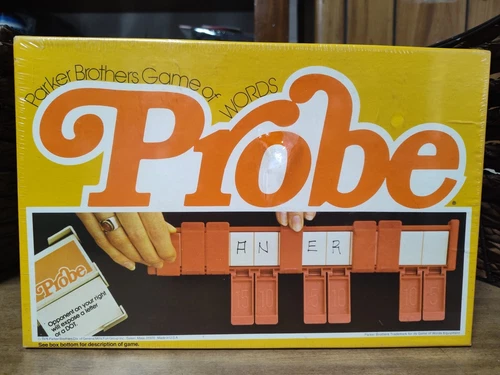 Parker Brothers Game of WORDS
Probe
A N E R
Probe
Opponent on your right
will expose a letter
or a DOT.
See box bottom for description of game.